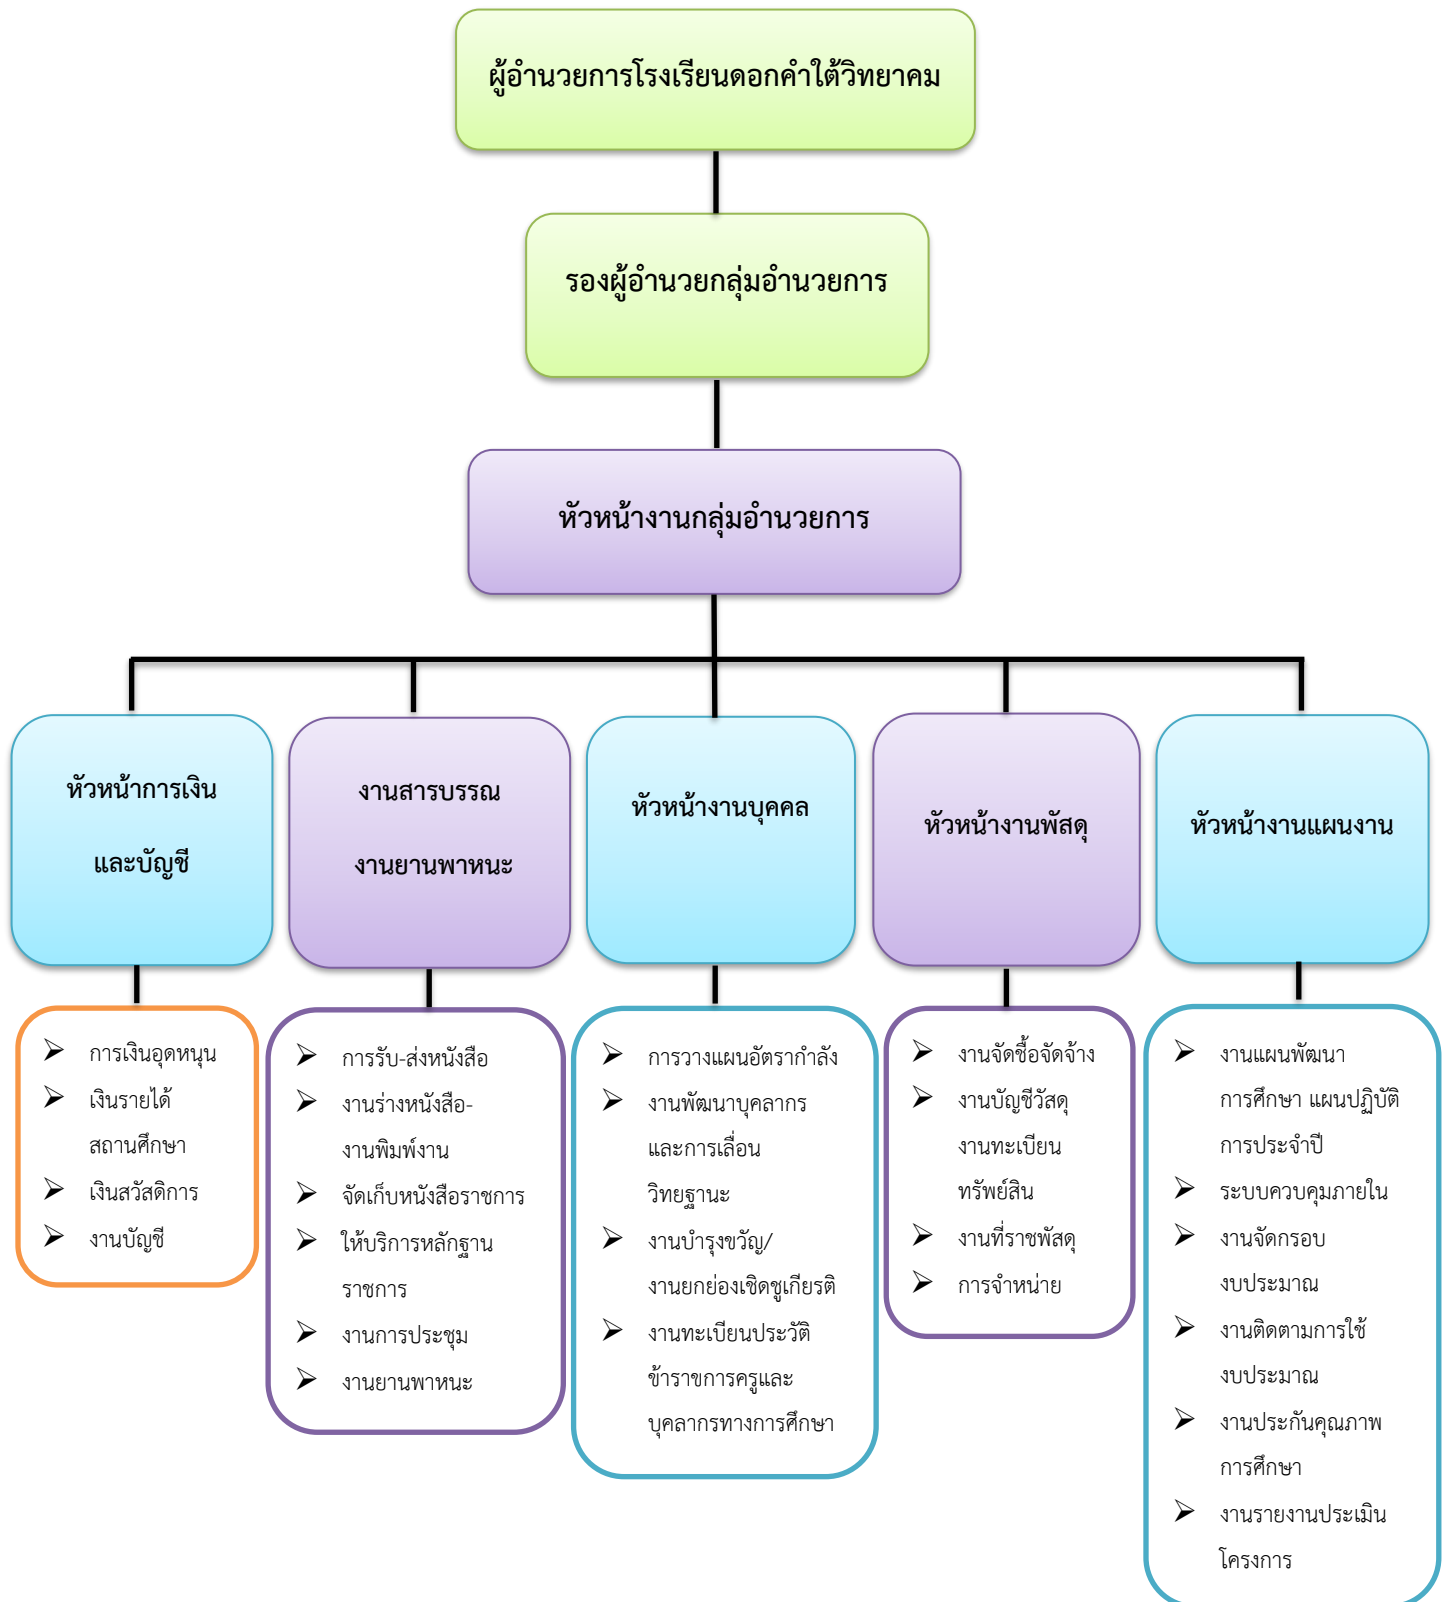 ผู้อำนวยการโรงเรียนดอกคำใต้วิทยาคม
รองผู้อำนวยกลุ่มอำนวยการ
หัวหน้างานกลุ่มอำนวยการ
หัวหน้าการเงิน
และบัญชี
งานสารบรรณ
งานยานพาหนะ
หัวหน้างานบุคคล
หัวหน้างานพัสดุ
หัวหน้างานแผนงาน
การเงินอุดหนุน
เงินรายได้
สถานศึกษา
เงินสวัสดิการ
งานบัญชี
การรับ-ส่งหนังสือ
งานร่างหนังสือ-
งานพิมพ์งาน
จัดเก็บหนังสือราชการ
ให้บริการหลักฐาน
ราชการ
งานการประชุม
งานยานพาหนะ
การวางแผนอัตรากำลัง
งานพัฒนาบุคลากร
และการเลื่อน
วิทยฐานะ
งานบำรุงขวัญ/
งานยกย่องเชิดชูเกียรติ
งานทะเบียนประวัติ
ข้าราขการครูและ
บุคลากรทางการศึกษา
งานจัดชื้อจัดจ้าง
งานบัญชีวัสดุ
งานทะเบียน
ทรัพย์สิน
งานที่ราชพัสดุ
การจำหน่าย
งานแผนพัฒนา
การศึกษา แผนปฏิบัติ
การประจำปี
ระบบควบคุมภายใน
งานจัดกรอบ
งบประมาณ
งานติดตามการใช้
งบประมาณ
งานประกันคุณภาพ
การศึกษา
งานรายงานประเมิน
โครงการ